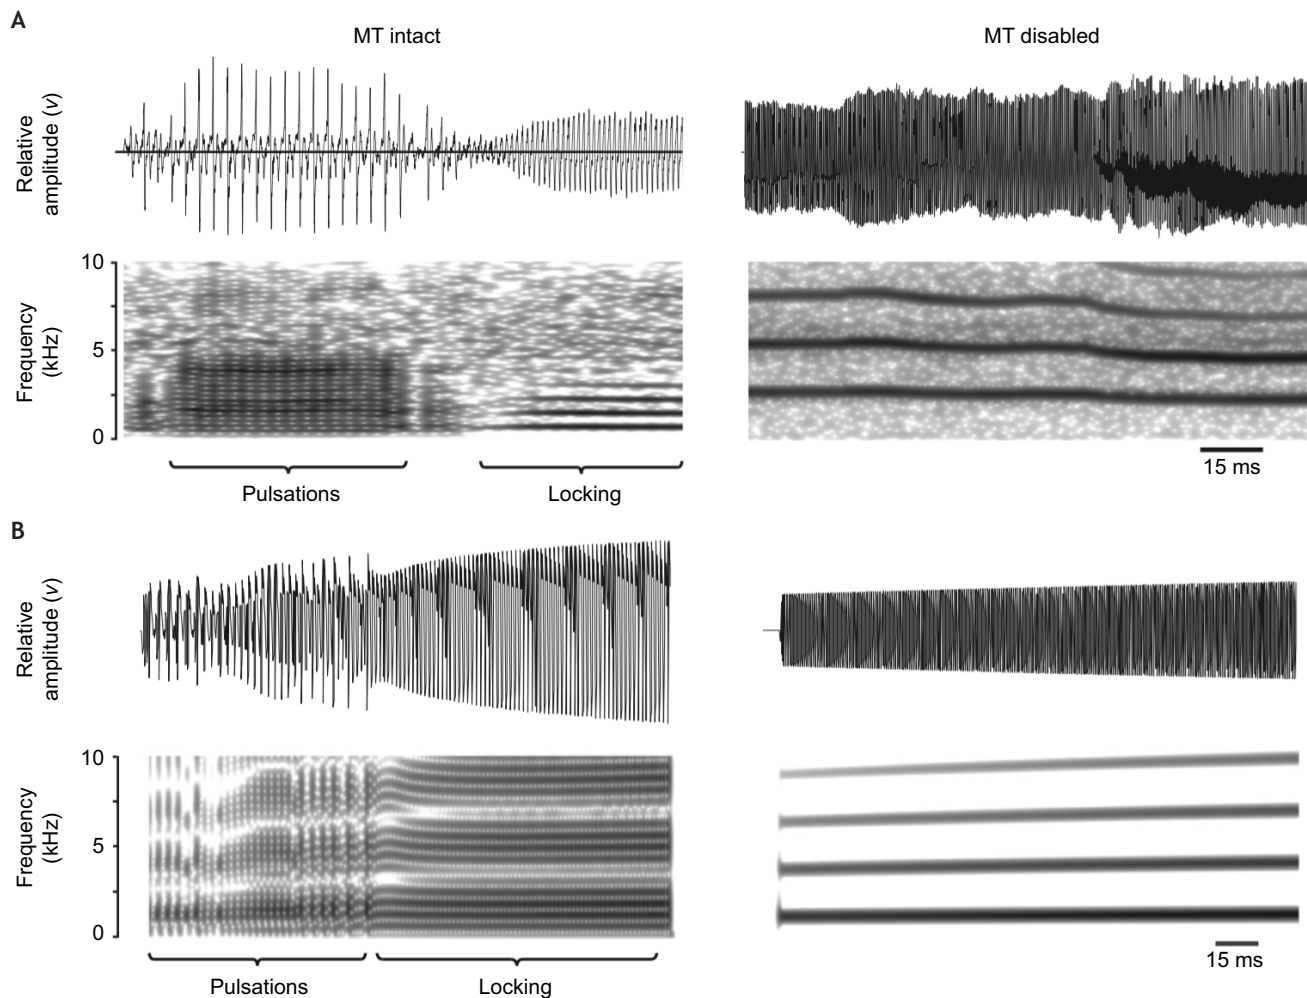 A
MT intact
MT disabled
Relative
amplitude (v)
10
5
0
Frequency
(kHz)
15 ms
Pulsations
Locking
B
Relative
amplitude (v)
10
5
0
Frequency
(kHz)
15 ms
Pulsations
Locking